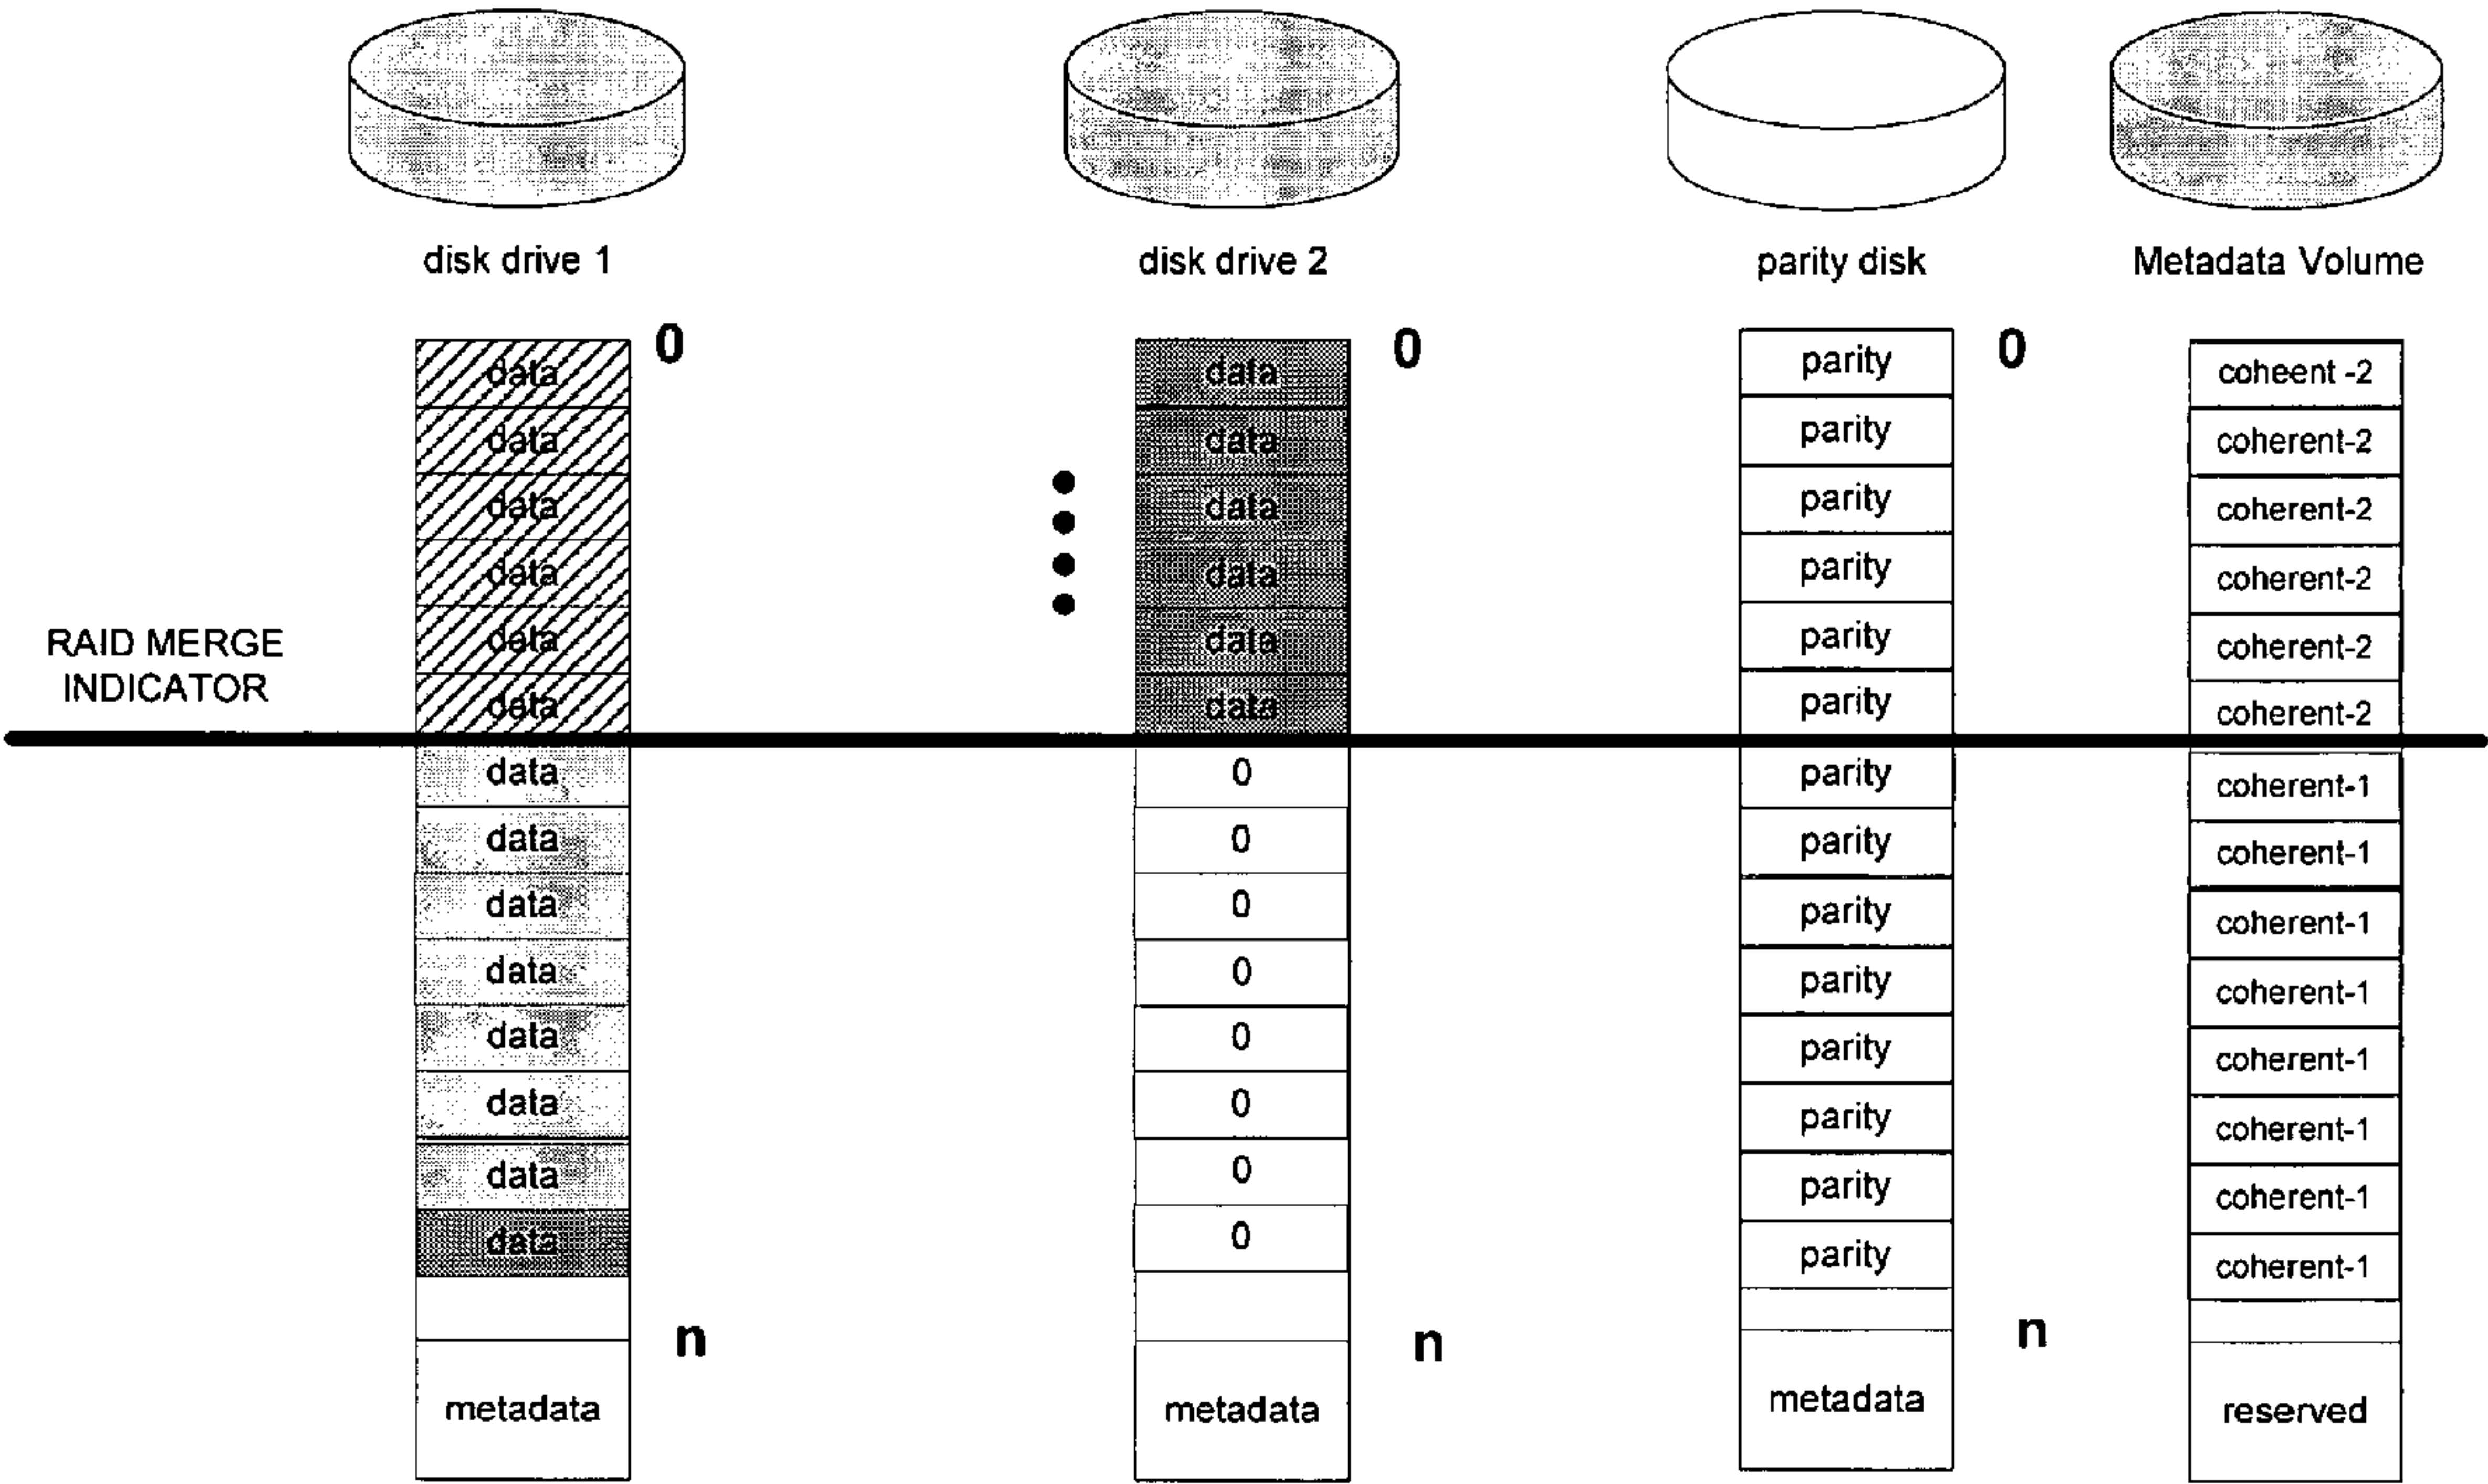 disk drive 1
disk drive 2
parity disk
Metadata Volume
RAID MERGE
INDICATOR
0
data
data
data
data
data
data
data
data
data
data
data
data
data
data
n
metadata
0
data
data
data
data
data
data
0
0
0
0
0
0
0
0
n
metadata
0
parity
parity
parity
parity
parity
parity
parity
parity
parity
parity
parity
parity
parity
parity
n
metadata
coheent -2
coherent-2
coherent-2
coherent-2
coherent-2
coherent-2
coherent-1
coherent-1
coherent-1
coherent-1
coherent-1
coherent-1
coherent-1
coherent-1
reserved